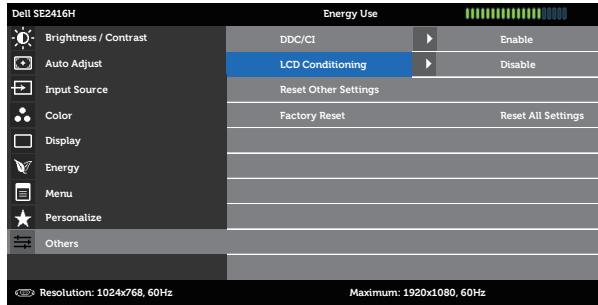 Dell SE2416H Energy Use
Brightness / Contrast DDC/CI Enable
Auto Adjust LCD Conditioning Disable
Input Source Reset Other Settings
Color Factory Reset Reset All Settings
Display
Energy
Menu
Personalize
Others
Resolution: 1024x768, 60Hz Maximum: 1920x1080, 60Hz